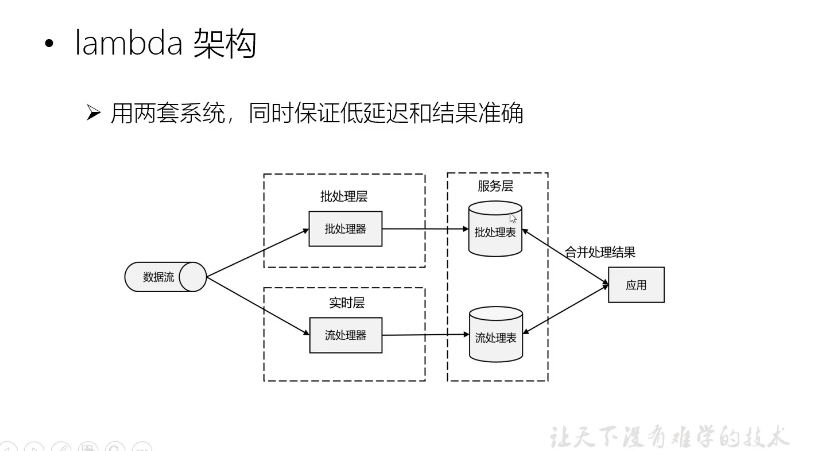 • lambda 架构
➢ 用两套系统，同时保证低延迟和结果准确
批处理层
批处理器
服务层
批处理表
合并处理结果
数据流
应用
实时层
流处理器
流处理表
让天下没有难学的技术